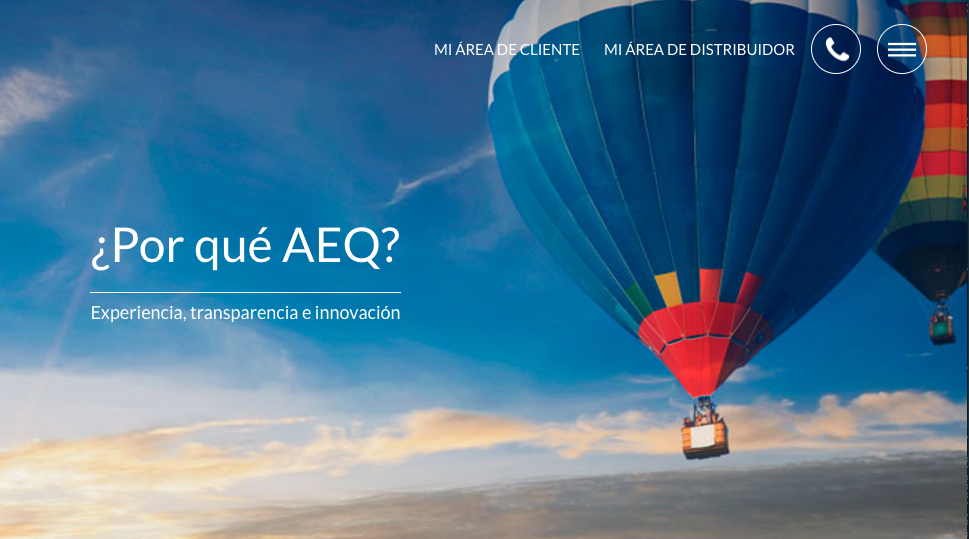 MI ÁREA DE CLIENTE MI ÁREA DE DISTRIBUIDOR
¿Por qué AEQ?
Experiencia, transparencia e innovación